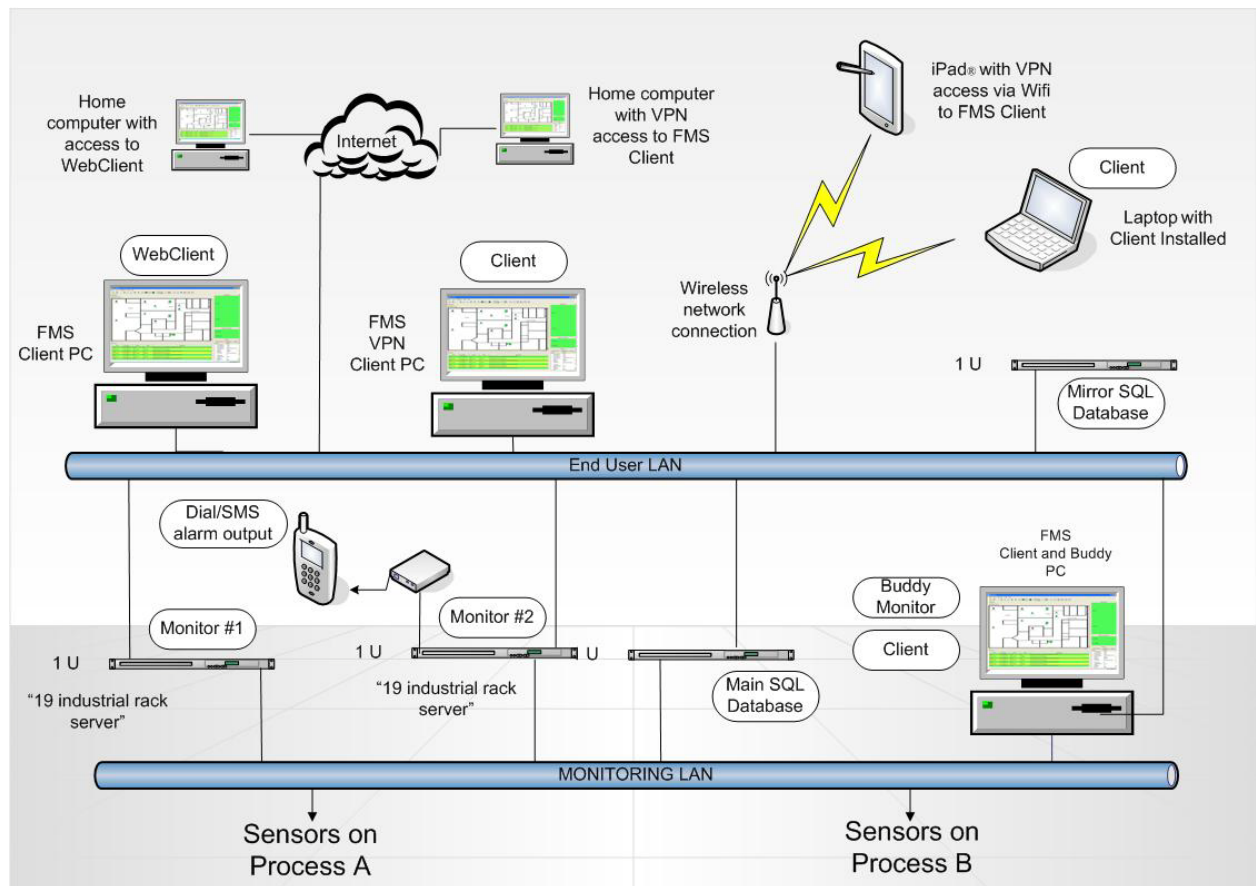 Home
computer with
access to
WebClient
Internet
Home computer
with VPN
access to FMS
Client
iPad® with VPN
access via Wifi
to FMS Client
Client
Laptop with
Client Installed
WebClient
Client
FMS
Client PC
FMS
VPN
Client PC
Wireless
network
connection
1 U
Mirror SQL
Database
End User LAN
Dial/SMS
alarm output
FMS
Client and Buddy
PC
Buddy
Monitor
Client
Monitor #1
Monitor #2
1 U
1 U
U
“19 industrial rack
server”
“19 industrial rack
server”
Main SQL
Database
MONITORING LAN
Sensors on
Process A
Sensors on
Process B